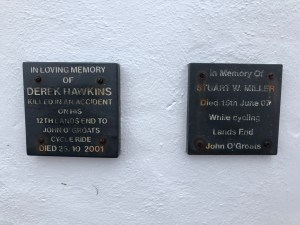 IN LOVING MEMORY
OF
DEREK HAWKINS
KILLED IN AN ACCIDENT
ON HIS
12TH LANDS END TO
JOHN O'GROATS
CYCLE RIDE
DIED 25.10.2001
In Memory Of
STUART W. MILLER
Died 15th June 07
While cycling
Lands End
John O'Groats